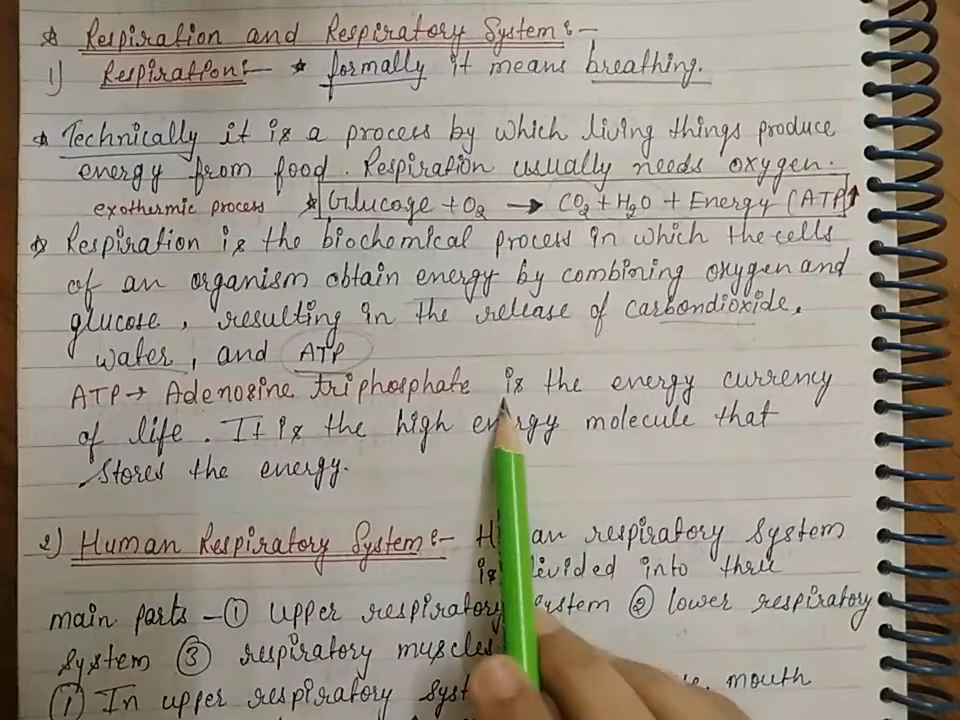 ☆ Respiration and Respiratory System:-
1) Respiration:- ★ formally it means breathing.
★ Technically it is a process by which living things produce
energy from food. Respiration usually needs oxygen.
exothermic process ★ Glucose + O2 → CO2 + H2O + Energy (ATP)↑
☆ Respiration is the biochemical process in which the cells
of an organism obtain energy by combining oxygen and
glucose, resulting in the release of carbondioxide,
water, and ATP
ATP → Adenosine triphosphate is the energy currency
of life. It is the high energy molecule that
stores the energy.
2) Human Respiratory System:- respiratory system
into three
main parts - ① Upper respiratory system ② lower respiratory
system ③ respiratory muscles
① In upper respiratory mouth